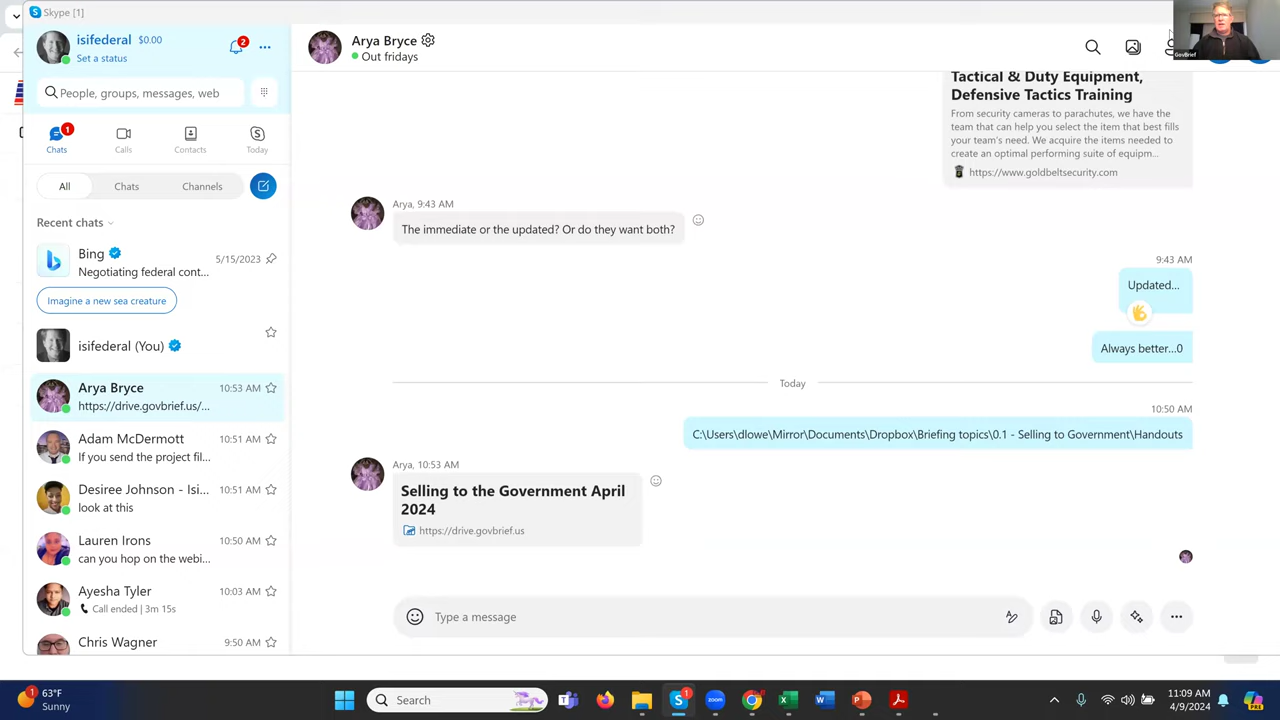 Skype [1]
isifederal $0.00
Set a status
2
People, groups, messages, web
1
Chats
Calls
Contacts
Today
All
Chats
Channels
Recent chats
Bing
5/15/2023
Negotiating federal cont...
Imagine a new sea creature
isifederal (You)
Arya Bryce
10:53 AM
https://drive.govbrief.us/...
Adam McDermott
10:51 AM
If you send the project fil...
Desiree Johnson - Isi...
10:51 AM
look at this
Lauren Irons
10:50 AM
can you hop on the webi...
Ayesha Tyler
10:03 AM
Call ended | 3m 15s
Chris Wagner
9:50 AM
Arya Bryce
Out fridays
GovBrief
Tactical & Duty Equipment,
Defensive Tactics Training
From security cameras to parachutes, we have the
team that can help you select the item that best fills
your team's need. We acquire the items needed to
create an optimal performing suite of equipm...
https://www.goldbeltsecurity.com
Arya, 9:43 AM
The immediate or the updated? Or do they want both?
9:43 AM
Updated...
Always better...0
Today
10:50 AM
C:\Users\dlowe\Mirror\Documents\Dropbox\Briefing topics\0.1 - Selling to Government\Handouts
Arya, 10:53 AM
Selling to the Government April
2024
https://drive.govbrief.us
Type a message
1
63°F
Sunny
Search
1
11:09 AM
4/9/2024